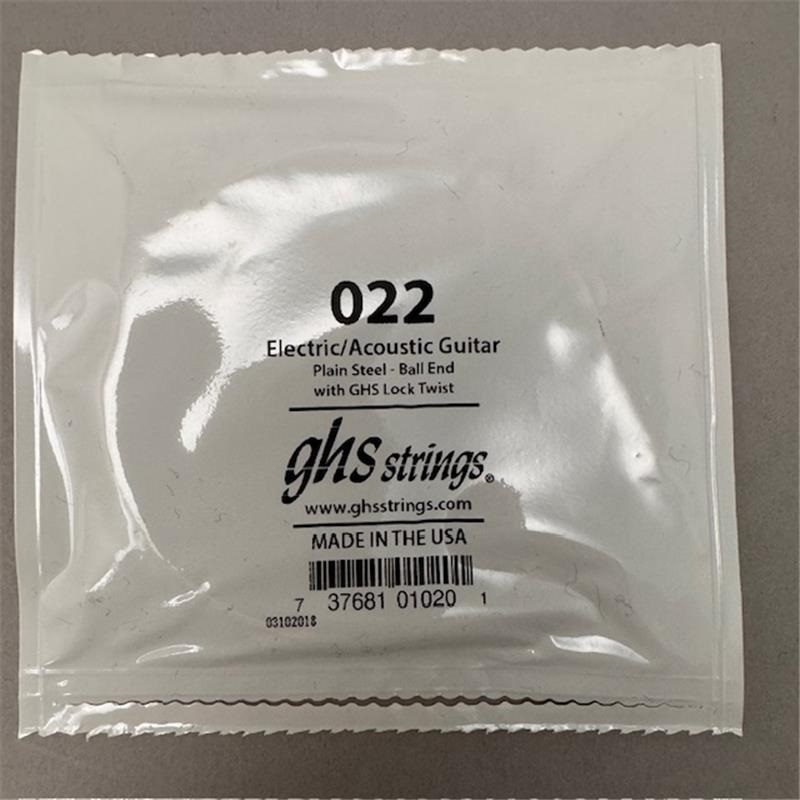 022
Electric/Acoustic Guitar
Plain Steel - Ball End
with GHS Lock Twist
ghs strings®
www.ghsstrings.com
MADE IN THE USA
7 37681 01020 1
03102018